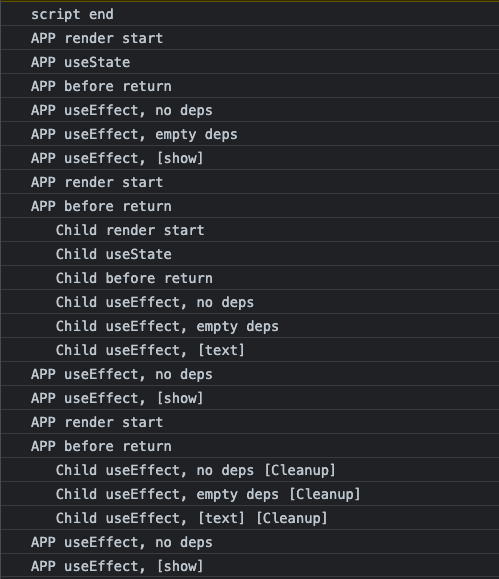 script end
APP render start
APP useState
APP before return
APP useEffect, no deps
APP useEffect, empty deps
APP useEffect, [show]
APP render start
APP before return
Child render start
Child useState
Child before return
Child useEffect, no deps
Child useEffect, empty deps
Child useEffect, [text]
APP useEffect, no deps
APP useEffect, [show]
APP render start
APP before return
Child useEffect, no deps [Cleanup]
Child useEffect, empty deps [Cleanup]
Child useEffect, [text] [Cleanup]
APP useEffect, no deps
APP useEffect, [show]